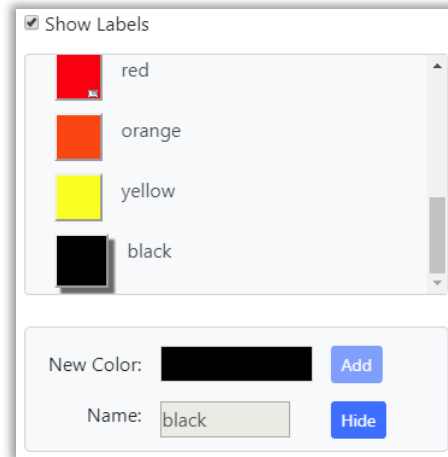 Show Labels
red
orange
yellow
black
New Color:
Add
Name:
black
Hide